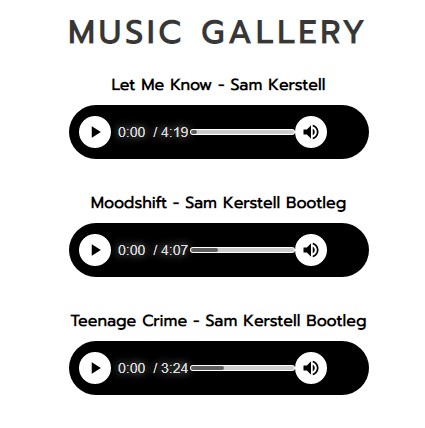 MUSIC GALLERY
Let Me Know - Sam Kerstell
0:00 / 4:19
Moodshift - Sam Kerstell Bootleg
0:00 / 4:07
Teenage Crime - Sam Kerstell Bootleg
0:00 / 3:24